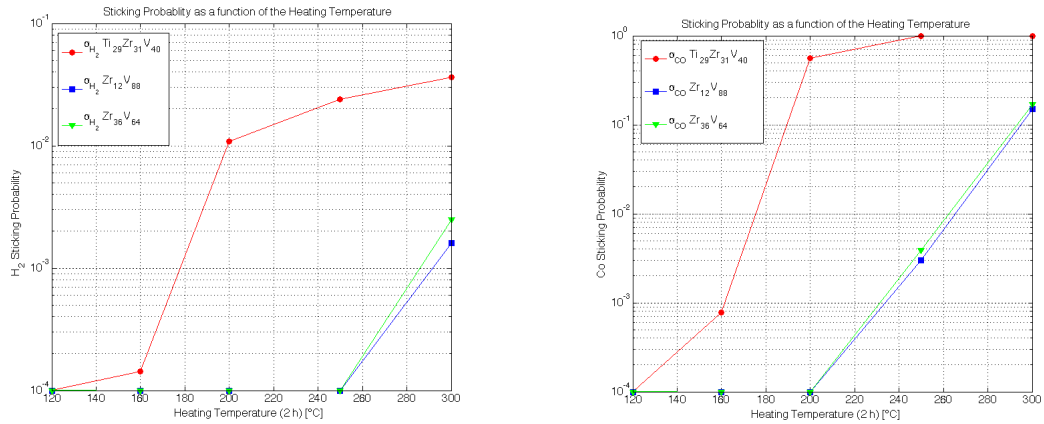 Sticking Probablity as a function of the Heating Temperature
σH2 Ti29Zr31V40
σH2 Zr12V88
σH2 Zr36V64
H2 Sticking Probability
10^-1
10^-2
10^-3
10^-4
120 140 160 180 200 220 240 260 280 300
Heating Temperature (2 h) [°C]
Sticking Probablity as a function of the Heating Temperature
σCO Ti29Zr31V40
σCO Zr12V88
σCO Zr36V64
Co Sticking Probability
10^0
10^-1
10^-2
10^-3
10^-4
120 140 160 180 200 220 240 260 280 300
Heating Temperature (2 h) [°C]